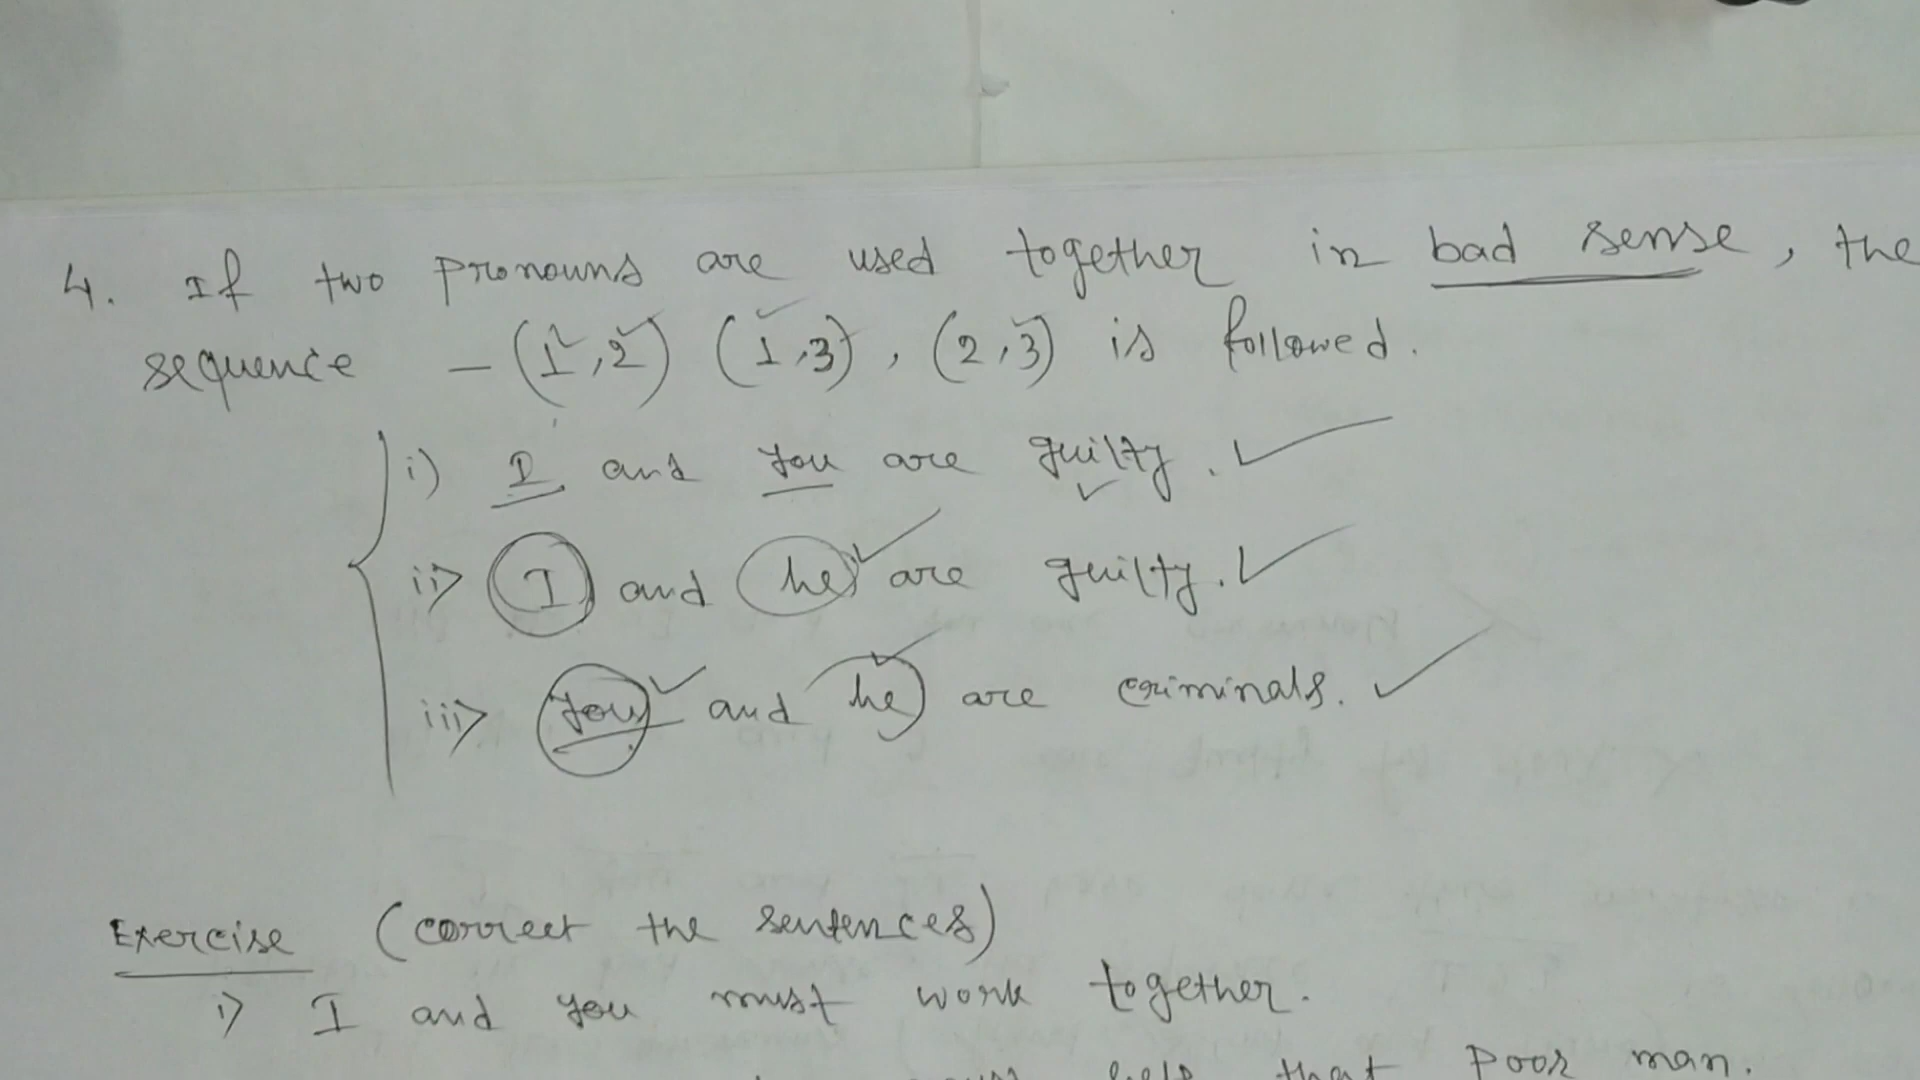 4. If two pronouns are used together in bad sense, the
sequence - (1,2) (1,3), (2,3) is followed.
i) I and you are guilty.
ii) I and he are guilty.
iii) you and he are criminals.
Exercise (correct the sentences)
i) I and you must work together.
help that poor man.